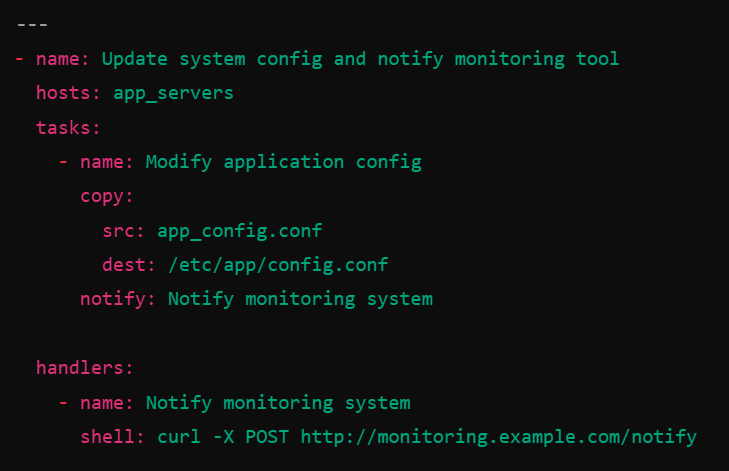 ---
- name: Update system config and notify monitoring tool
  hosts: app_servers
  tasks:
    - name: Modify application config
      copy:
        src: app_config.conf
        dest: /etc/app/config.conf
      notify: Notify monitoring system

  handlers:
    - name: Notify monitoring system
      shell: curl -X POST http://monitoring.example.com/notify